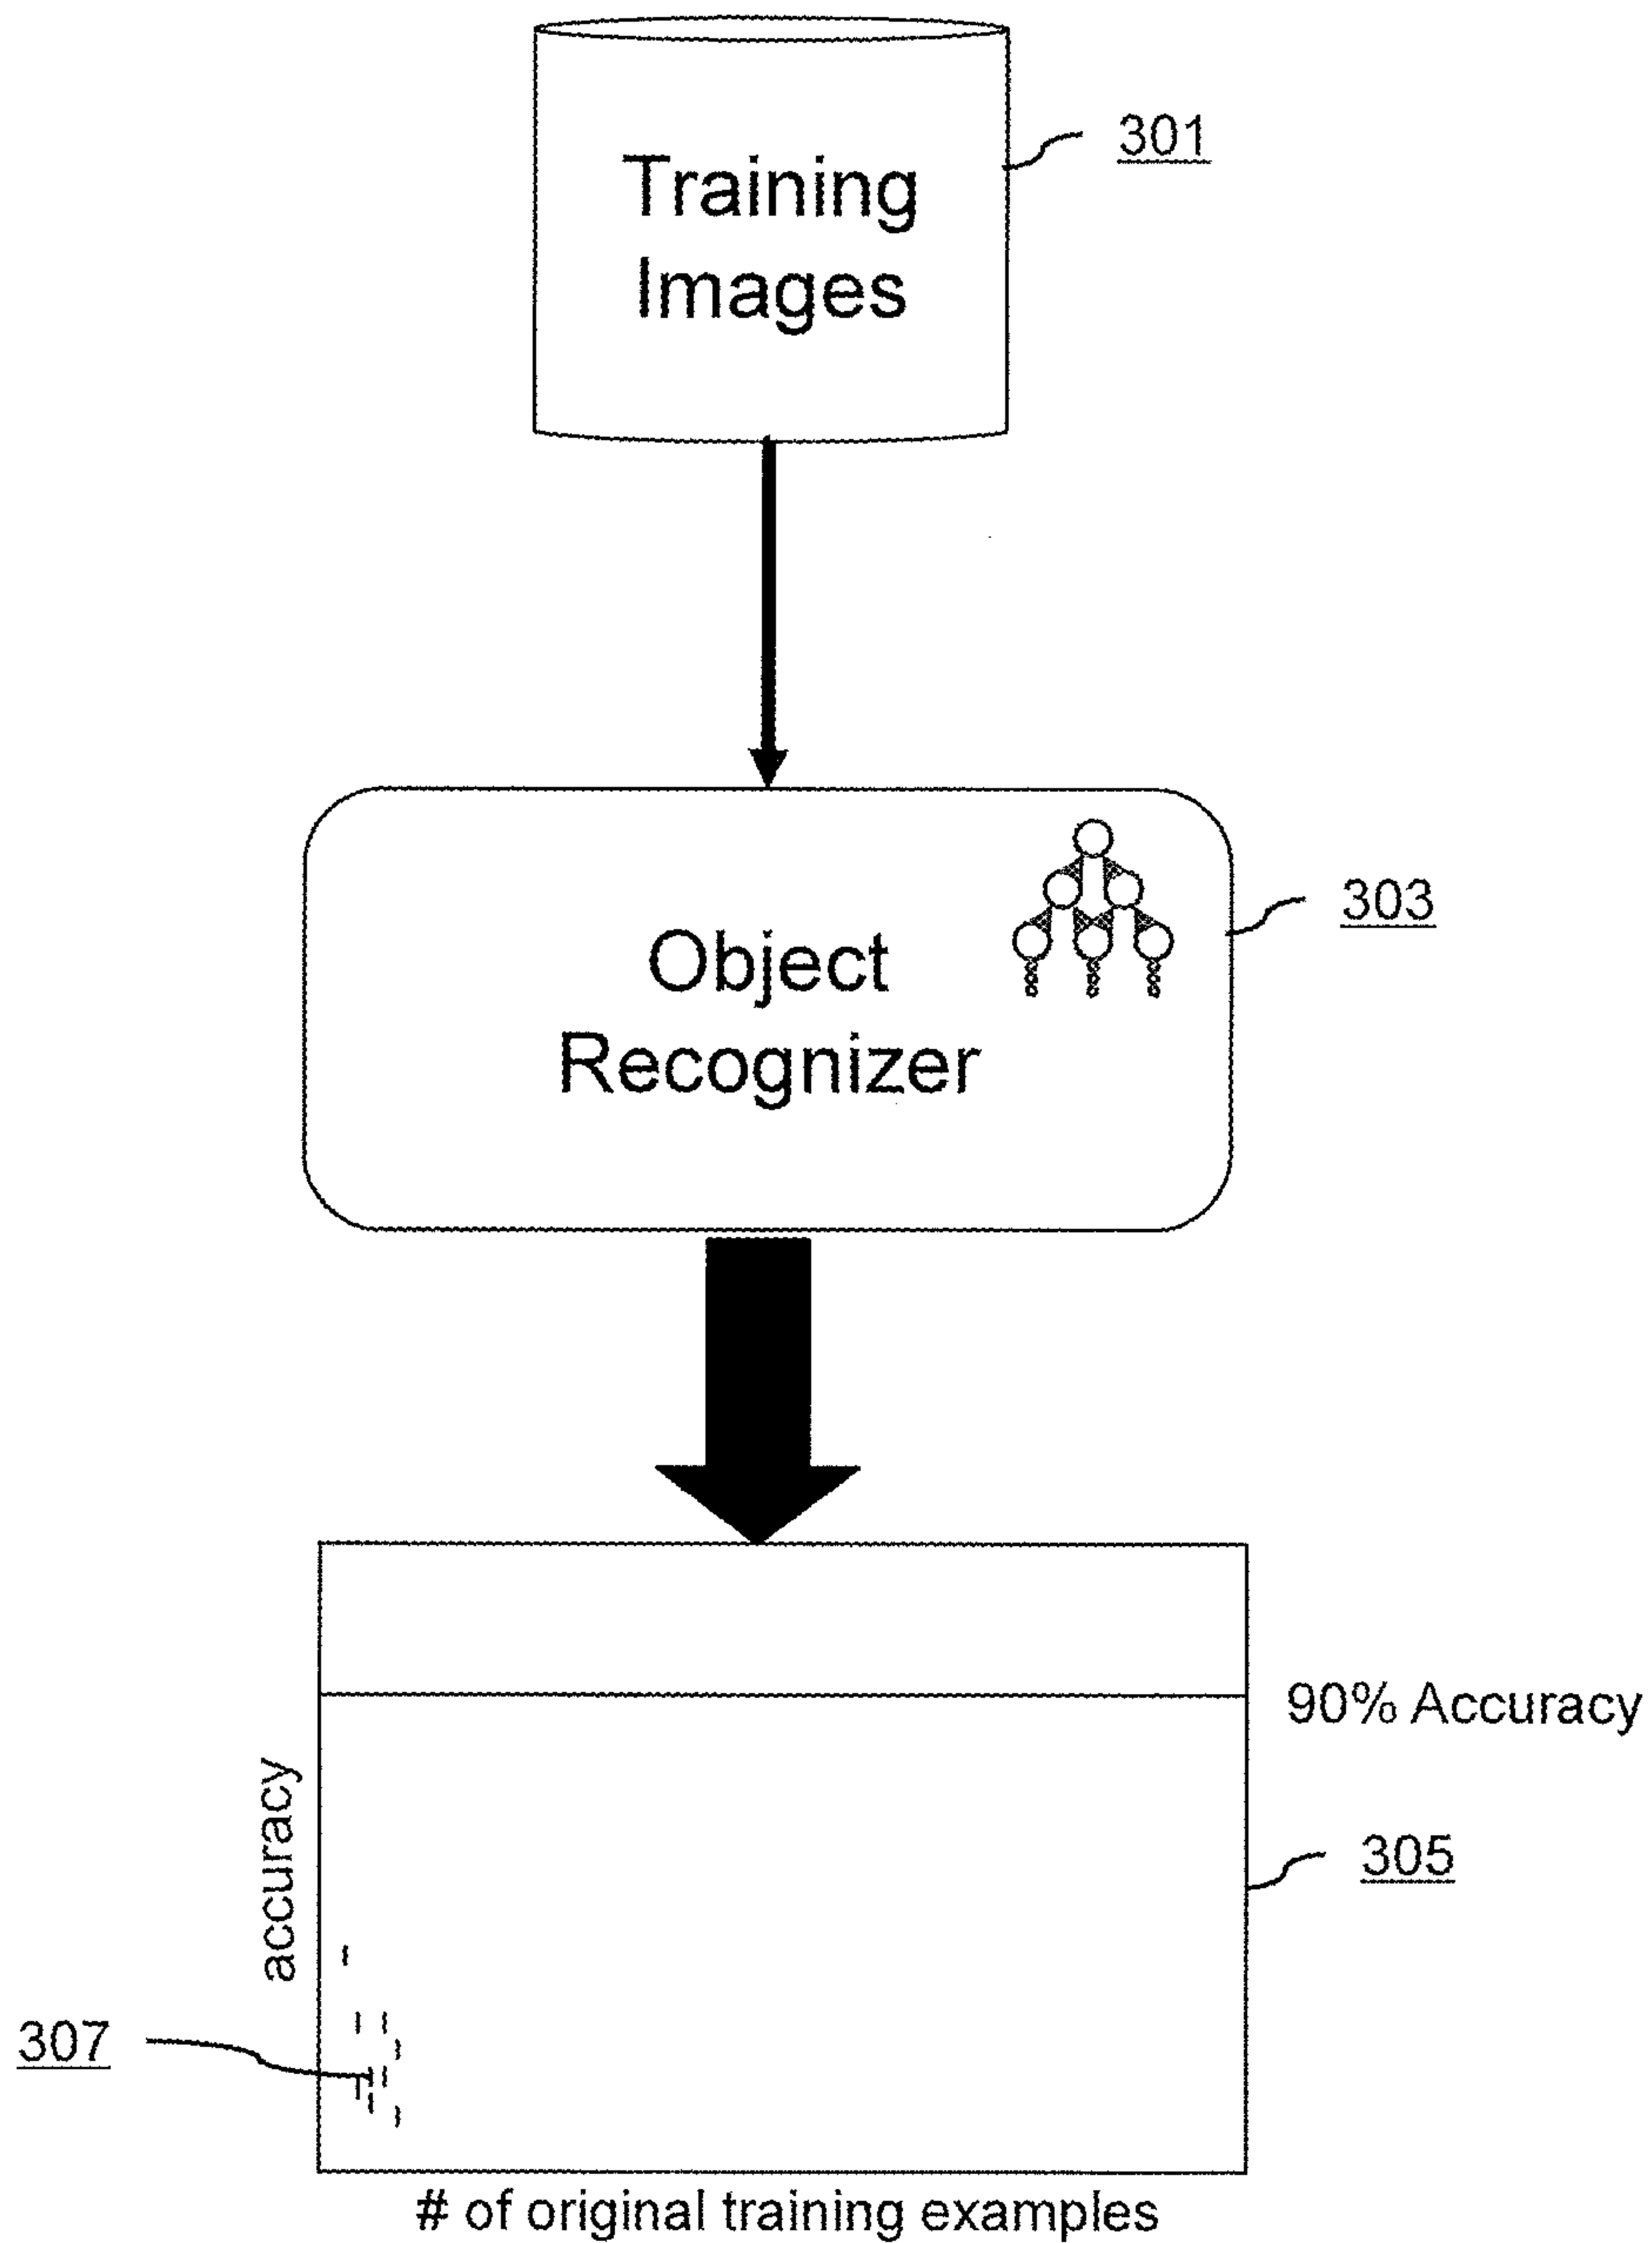 Training
Images
301
Object
Recognizer
303
90% Accuracy
accuracy
305
307
# of original training examples